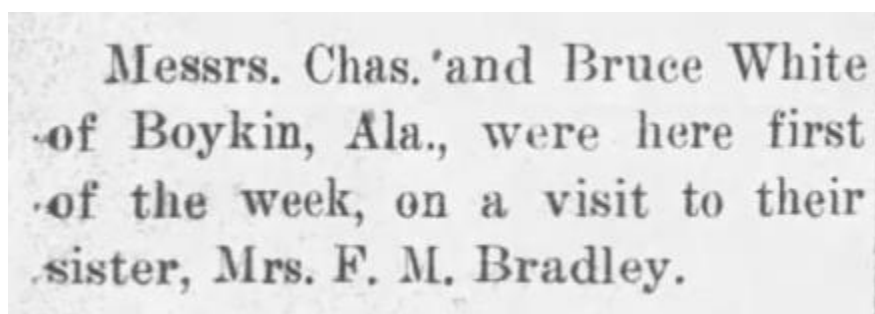 Messrs. Chas. and Bruce White
of Boykin, Ala., were here first
of the week, on a visit to their
sister, Mrs. F. M. Bradley.